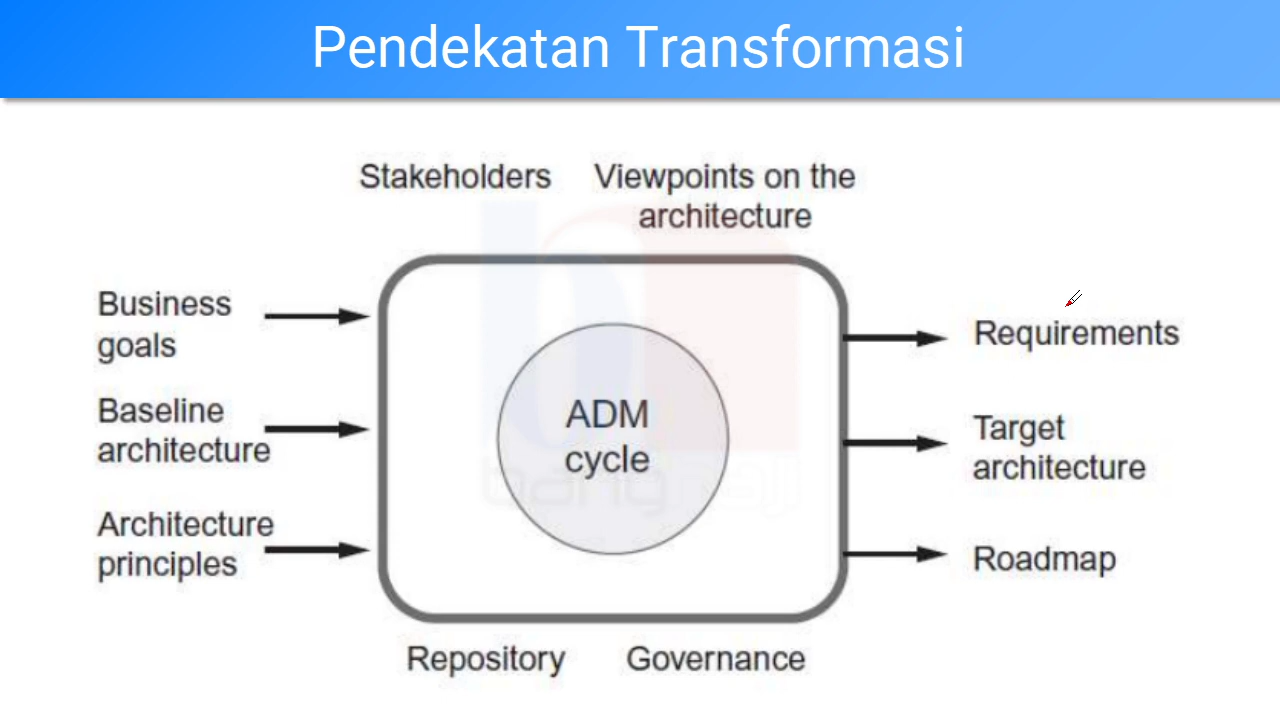 Pendekatan Transformasi
Stakeholders
Viewpoints on the
architecture
Business
goals
Baseline
architecture
Architecture
principles
ADM
cycle
Requirements
Target
architecture
Roadmap
Repository
Governance